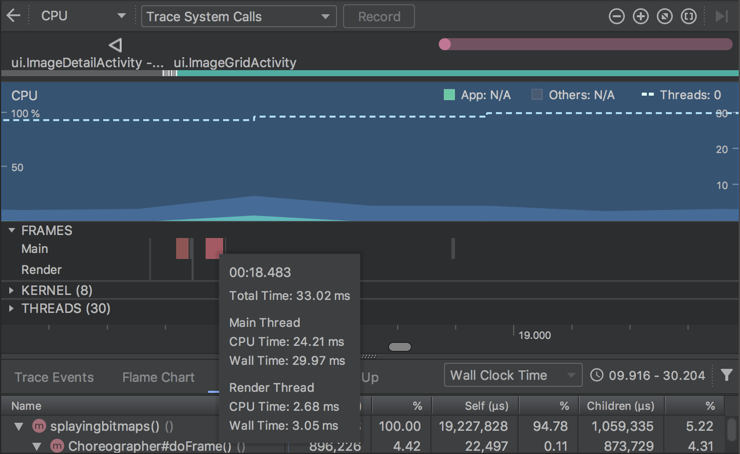 CPU Trace System Calls Record
ui.ImageDetailActivity -... ui.ImageGridActivity
CPU App: N/A Others: N/A Threads: 0
100 % 30
20
50
10
FRAMES
Main
Render
00:18.483
KERNEL (8)
Total Time: 33.02 ms
THREADS (30)
Main Thread
19.000
CPU Time: 24.21 ms
Wall Time: 29.97 ms
Trace Events Flame Chart Up Wall Clock Time 09.916 - 30.204
Render Thread
CPU Time: 2.68 ms
Name % Self (μs) % Children (μs) %
Wall Time: 3.05 ms
m splayingbitmaps() () 100.00 19,227,828 94.78 1,059,335 5.22
m Choreographer#doFrame() () 896,226 4.42 22,497 0.11 873,729 4.31